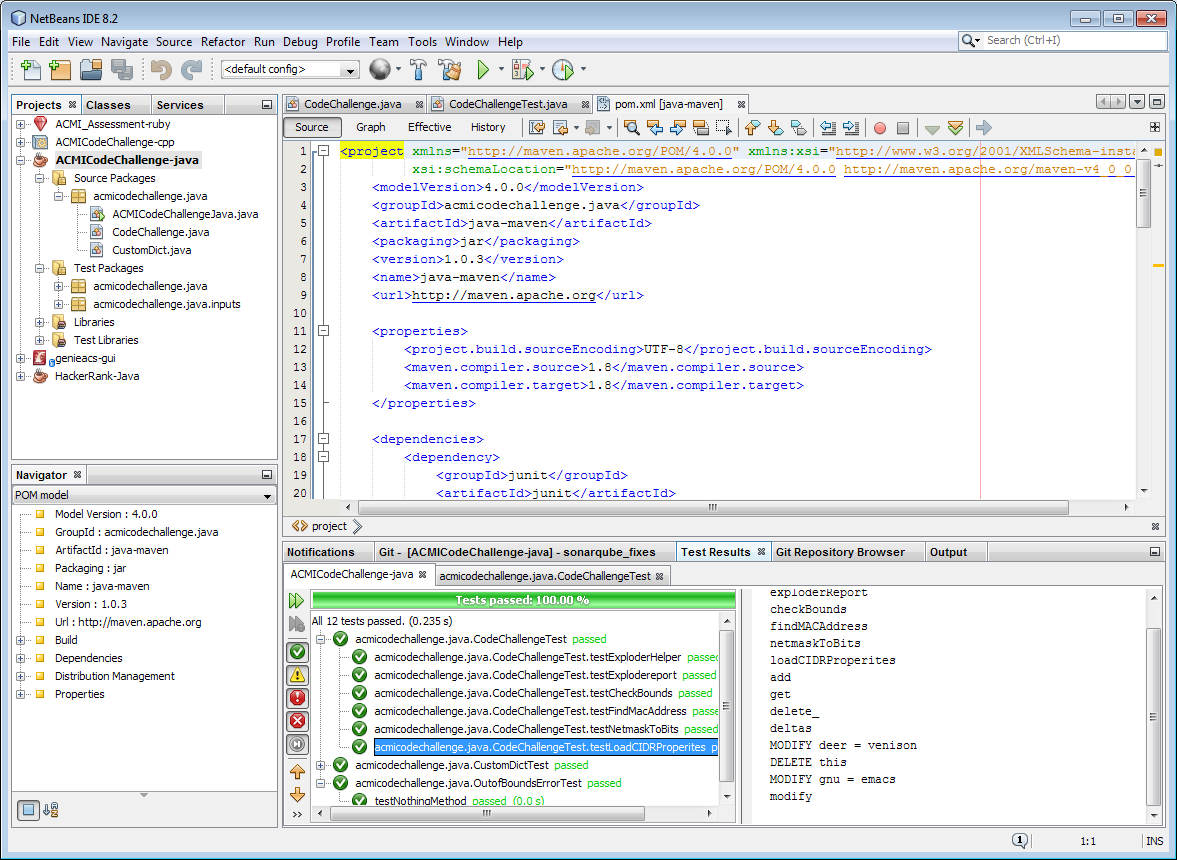 NetBeans IDE 8.2
File Edit View Navigate Source Refactor Run Debug Profile Team Tools Window Help
Search (Ctrl+I)
<default config>
Projects Classes Services
ACMI_Assessment-ruby
ACMICodeChallenge-cpp
ACMICodeChallenge-java
Source Packages
acmicodechallenge.java
ACMICodeChallengeJava.java
CodeChallenge.java
CustomDict.java
Test Packages
acmicodechallenge.java
acmicodechallenge.java.inputs
Libraries
Test Libraries
genieacs-gui
HackerRank-Java
Navigator
POM model
Model Version : 4.0.0
GroupId : acmicodechallenge.java
ArtifactId : java-maven
Packaging : jar
Name : java-maven
Version : 1.0.3
Url : http://maven.apache.org
Build
Dependencies
Distribution Management
Properties
CodeChallenge.java CodeChallengeTest.java pom.xml [java-maven]
Source Graph Effective History
1 <project xmlns="http://maven.apache.org/POM/4.0.0" xmlns:xsi="http://www.w3.org/2001/XMLSchema-insta
2 xsi:schemaLocation="http://maven.apache.org/POM/4.0.0 http://maven.apache.org/maven-v4_0_0
3 <modelVersion>4.0.0</modelVersion>
4 <groupId>acmicodechallenge.java</groupId>
5 <artifactId>java-maven</artifactId>
6 <packaging>jar</packaging>
7 <version>1.0.3</version>
8 <name>java-maven</name>
9 <url>http://maven.apache.org</url>
10
11 <properties>
12 <project.build.sourceEncoding>UTF-8</project.build.sourceEncoding>
13 <maven.compiler.source>1.8</maven.compiler.source>
14 <maven.compiler.target>1.8</maven.compiler.target>
15 </properties>
16
17 <dependencies>
18 <dependency>
19 <groupId>junit</groupId>
20 <artifactId>junit</artifactId>
project
Notifications Git - [ACMICodeChallenge-java] - sonarqube_fixes Test Results Git Repository Browser Output
ACMICodeChallenge-java acmicodechallenge.java.CodeChallengeTest
Tests passed: 100.00 %
All 12 tests passed. (0.235 s)
acmicodechallenge.java.CodeChallengeTest passed
acmicodechallenge.java.CodeChallengeTest.testExploderHelper passed
acmicodechallenge.java.CodeChallengeTest.testExplodereport passed
acmicodechallenge.java.CodeChallengeTest.testCheckBounds passed
acmicodechallenge.java.CodeChallengeTest.testFindMacAddress passe
acmicodechallenge.java.CodeChallengeTest.testNetmaskToBits passed
acmicodechallenge.java.CodeChallengeTest.testLoadCIDRProperites p
acmicodechallenge.java.CustomDictTest passed
acmicodechallenge.java.OutofBoundsErrorTest passed
testNothingMethod passed (0.0 s)
exploderReport
checkBounds
findMACAddress
netmaskToBits
loadCIDRProperites
add
get
delete_
deltas
MODIFY deer = venison
DELETE this
MODIFY gnu = emacs
modify
1 1:1 INS